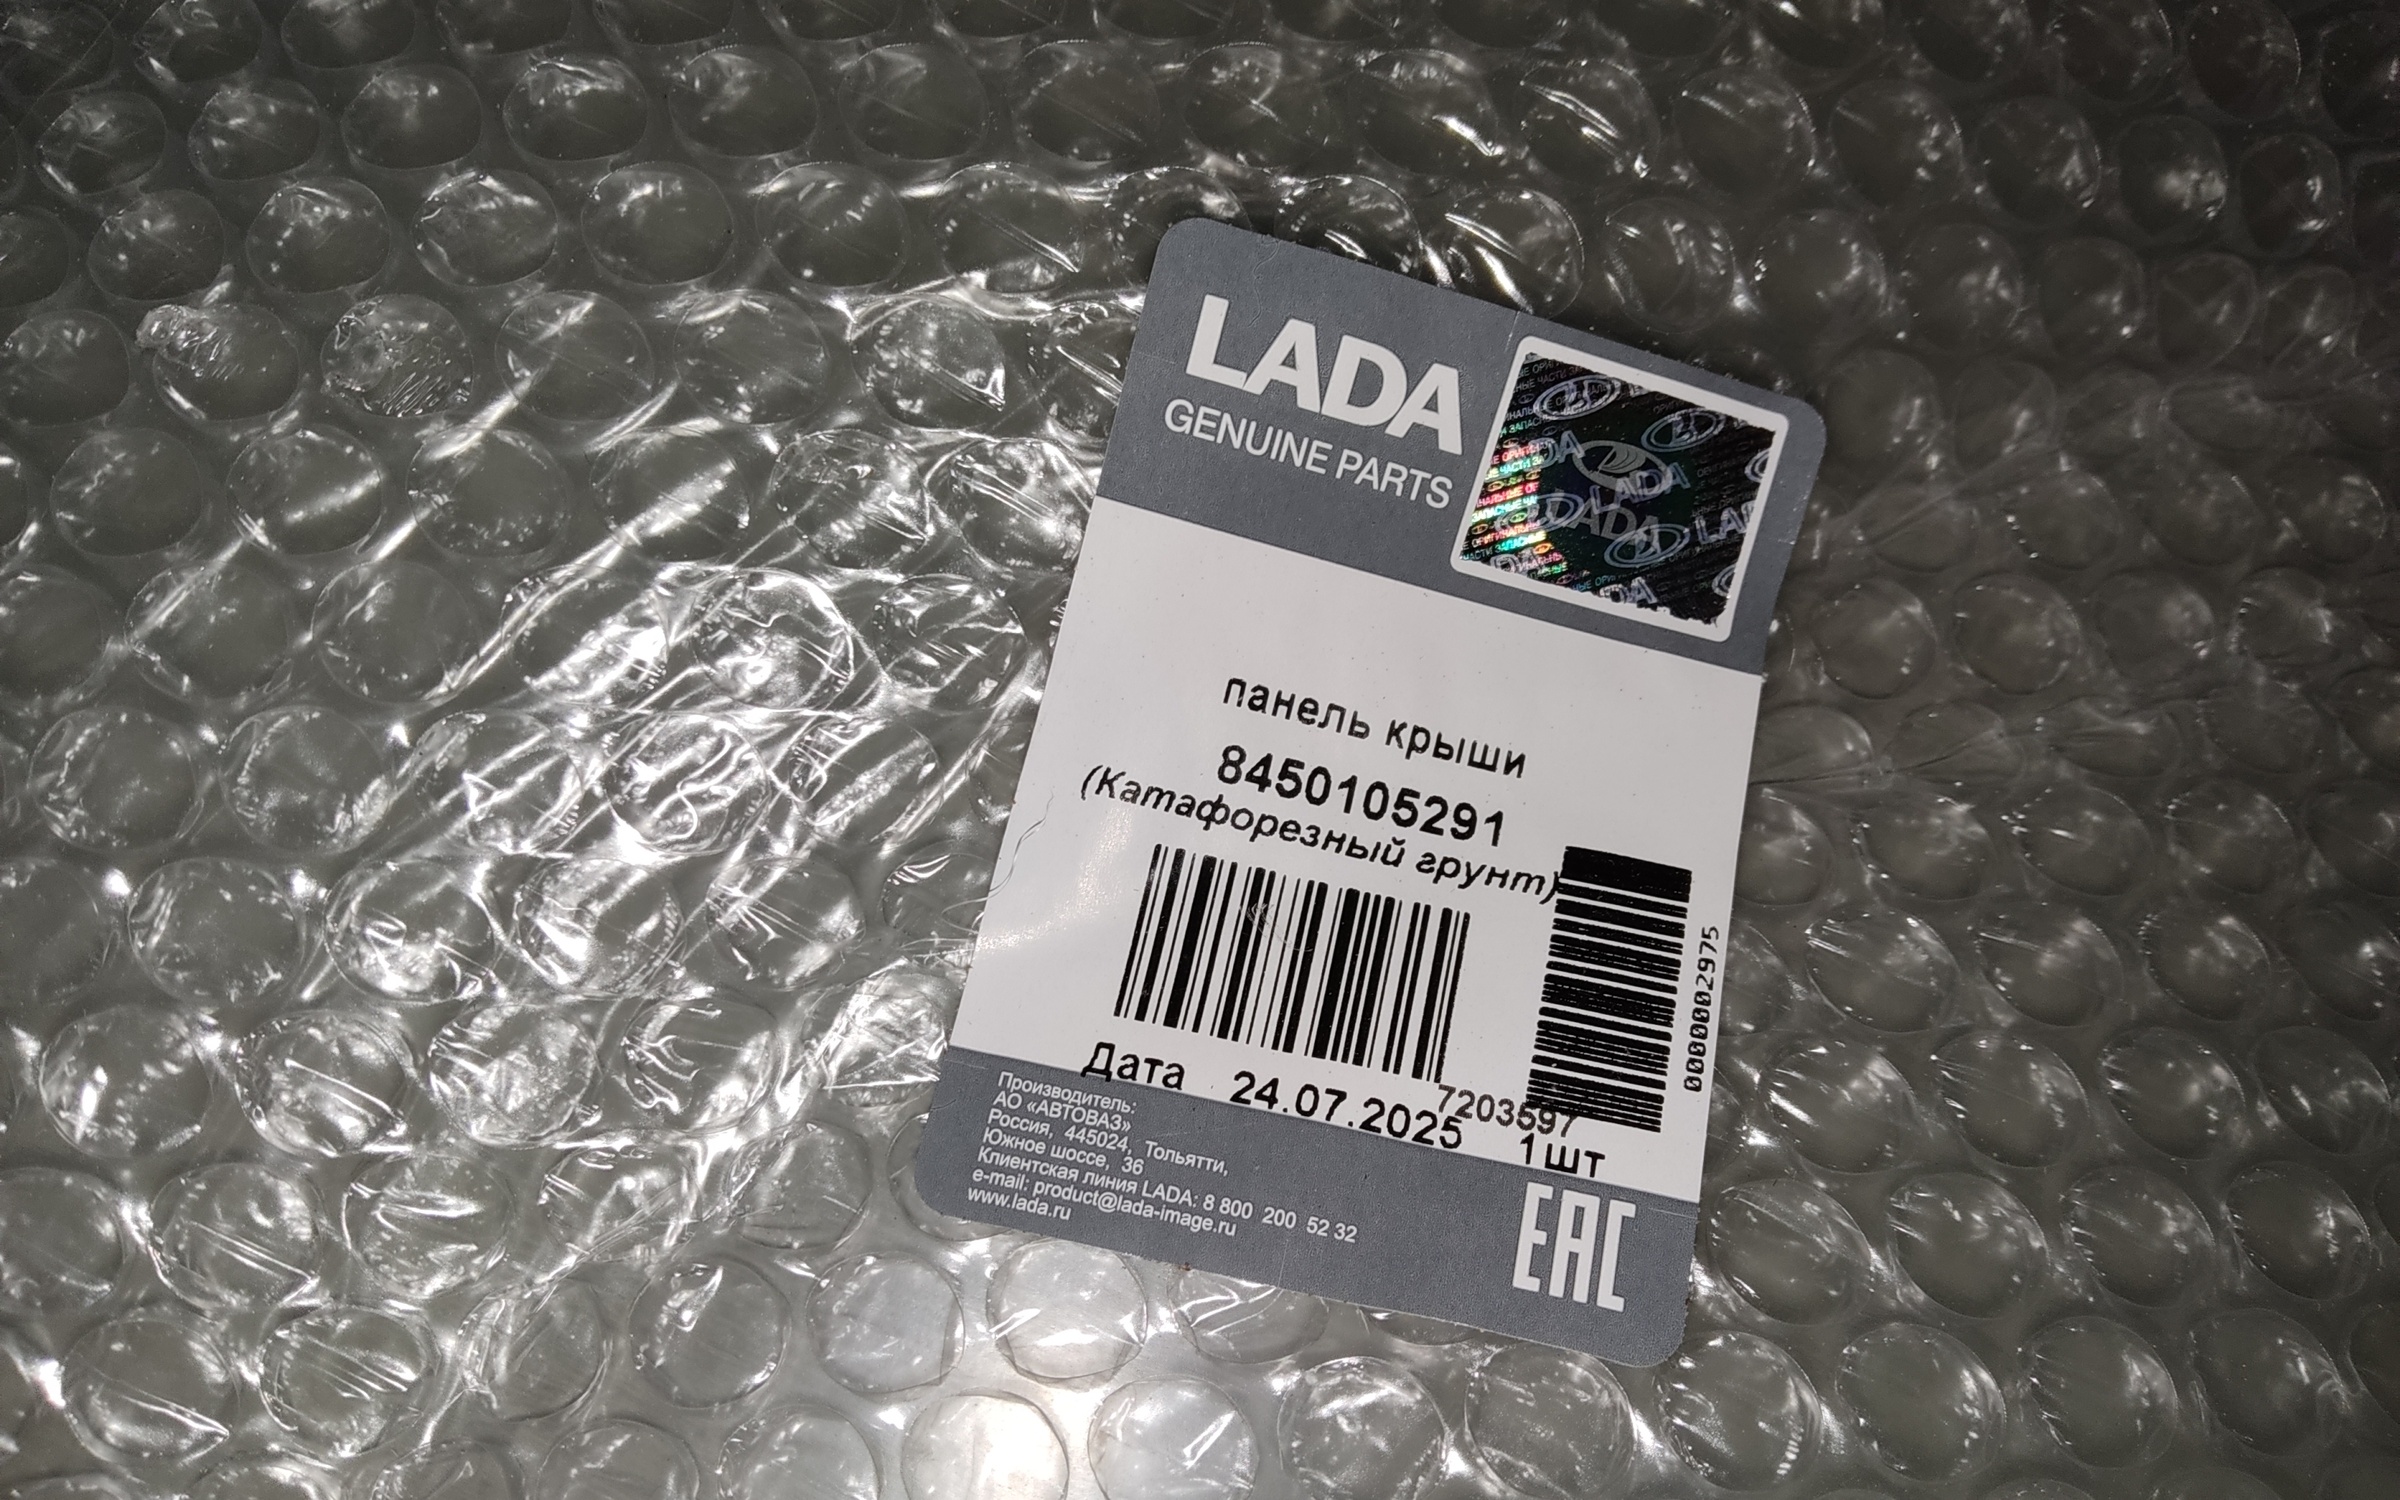 LADA
GENUINE PARTS
панель крыши
8450105291
(Катафорезный грунт)
0000002975
7203597
Дата 24.07.2025
1шт
Производитель:
АО «АВТОВАЗ»
Россия, 445024, Тольятти,
Южное шоссе, 36
Клиентская линия LADA: 8 800 200 52 32
e-mail: product@lada-image.ru
www.lada.ru
EAC